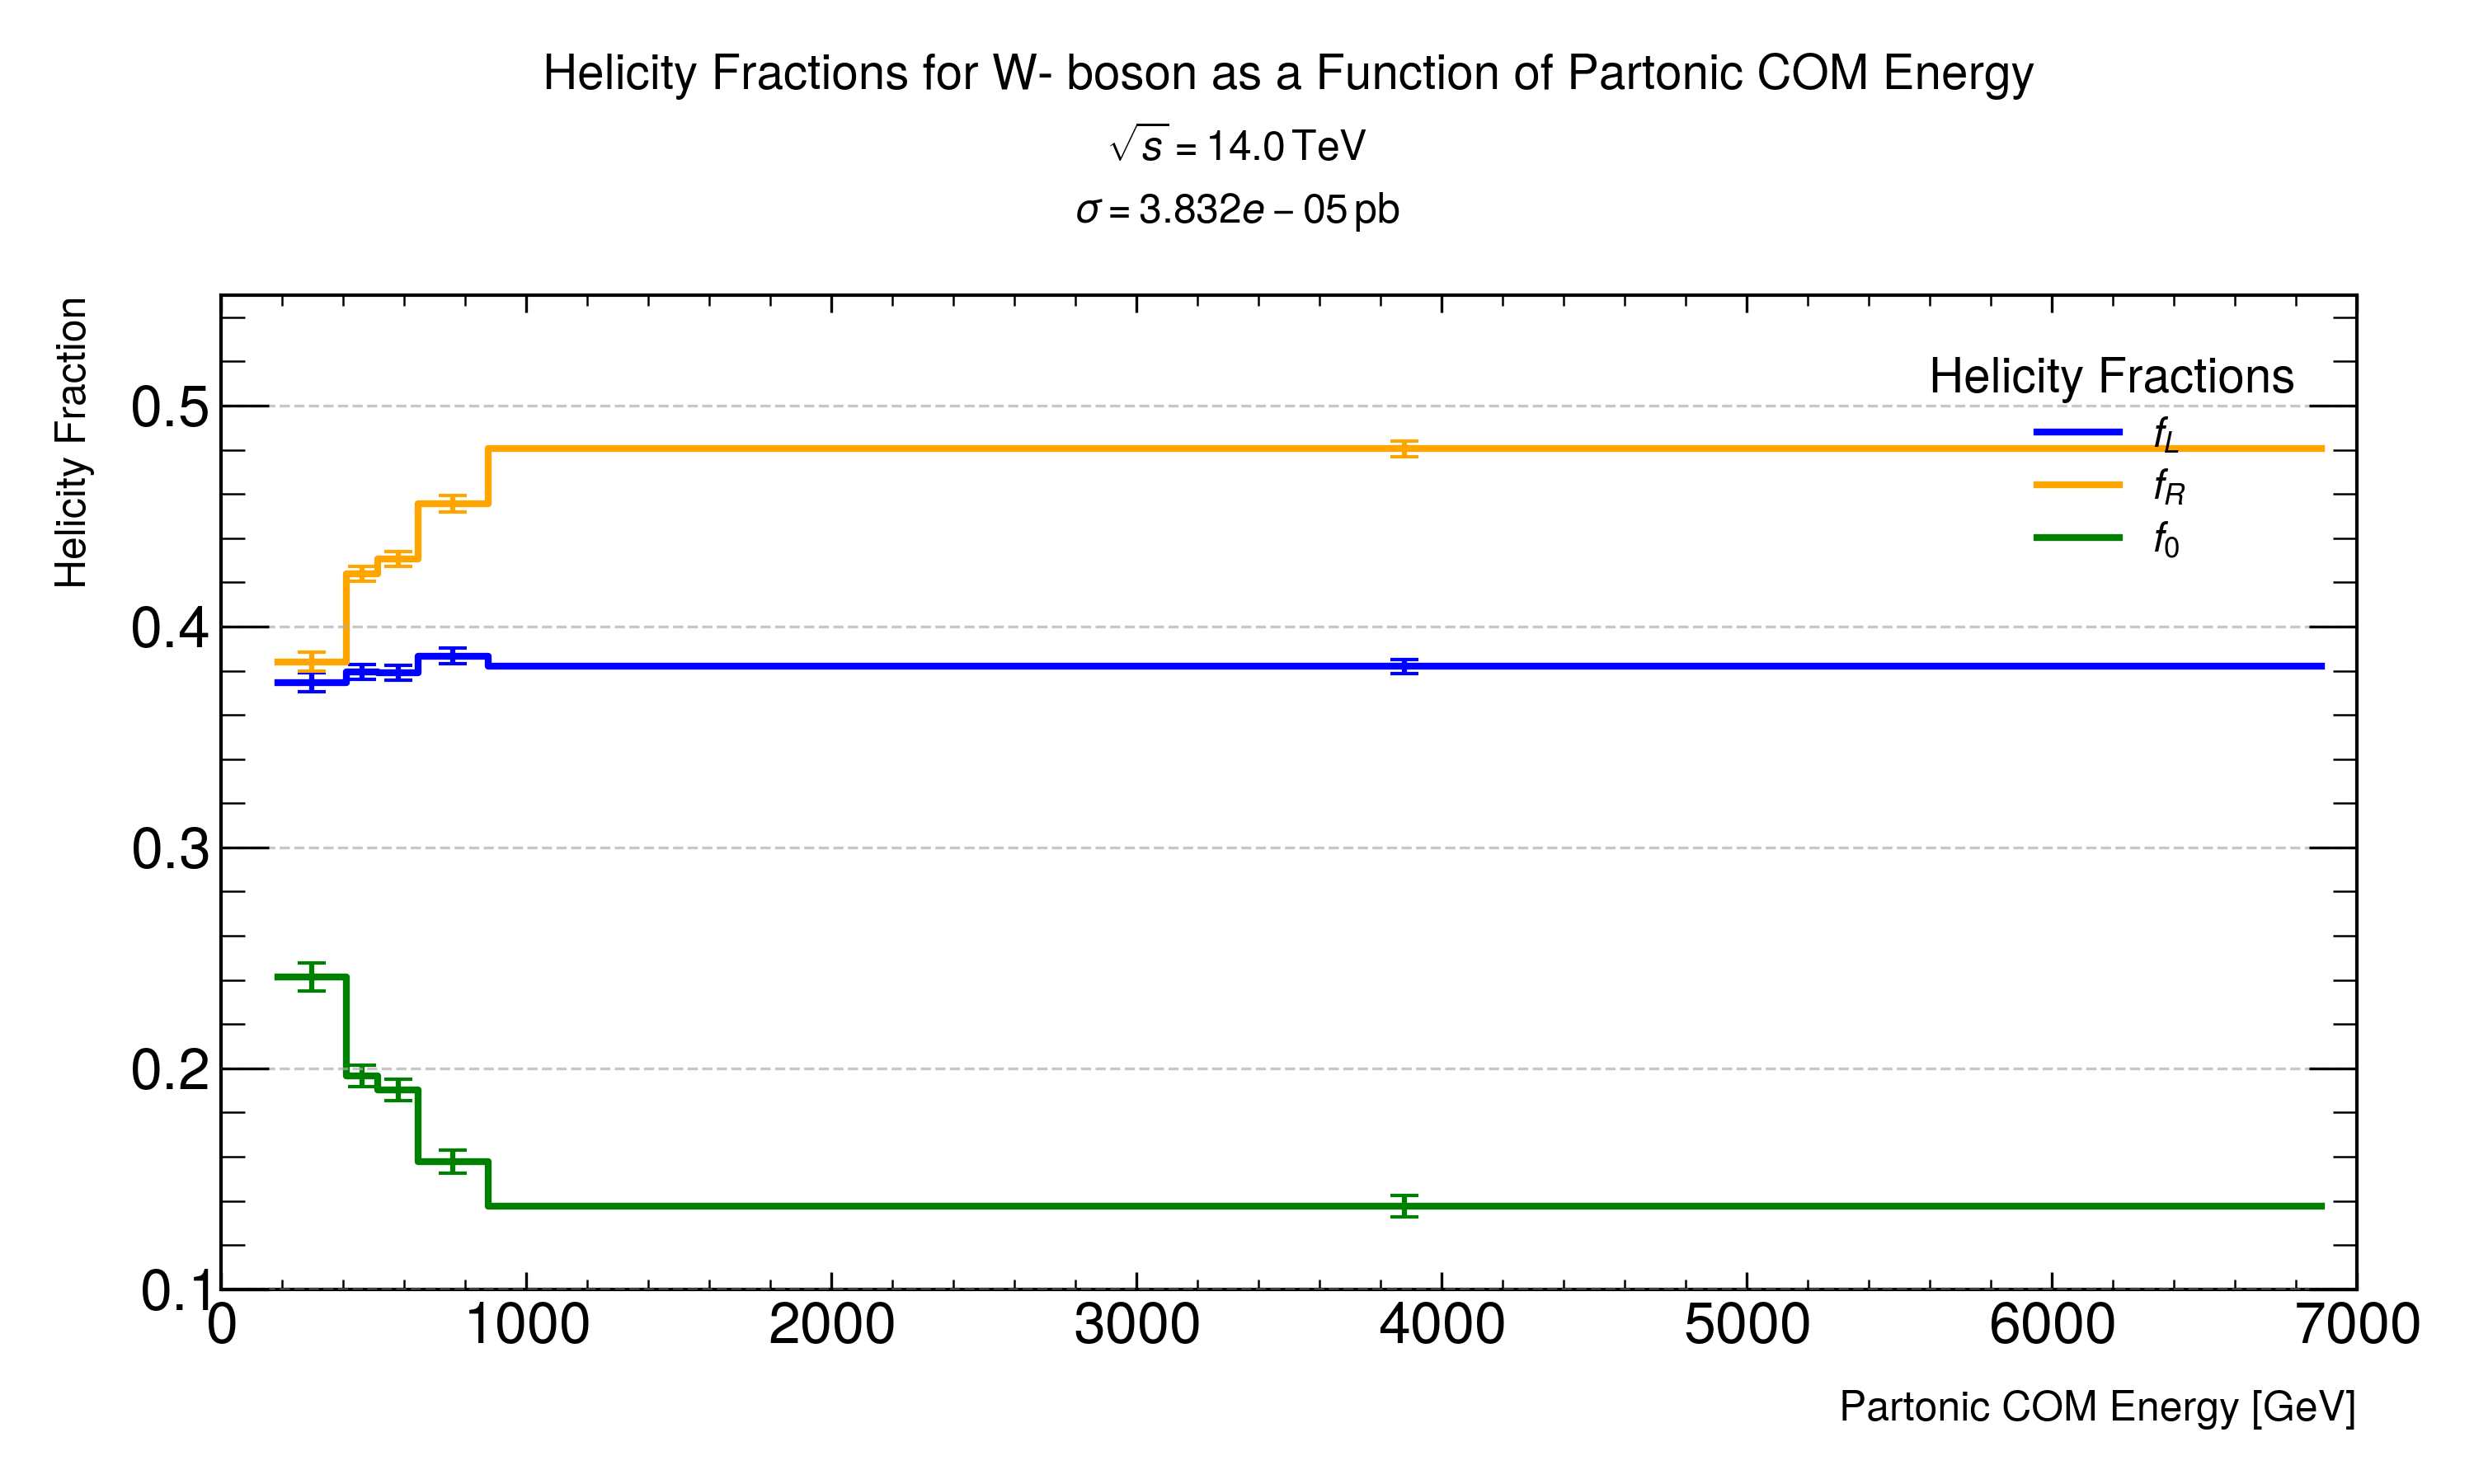 Helicity Fractions for W- boson as a Function of Partonic COM Energy
√s = 14.0 TeV
σ = 3.832e − 05 pb
Helicity Fraction
Helicity Fractions
f_L
f_R
f_0
0.5
0.4
0.3
0.2
0.1
0 1000 2000 3000 4000 5000 6000 7000
Partonic COM Energy [GeV]